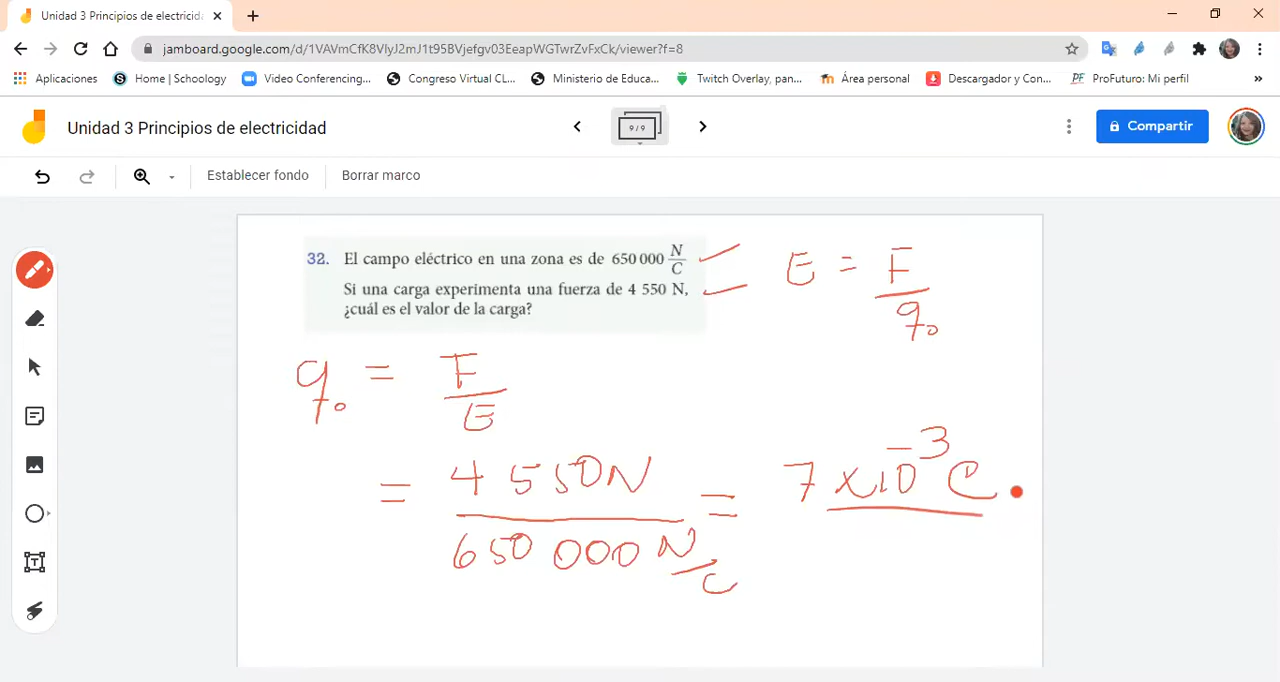 Unidad 3 Principios de electricida
jamboard.google.com/d/1VAVmCfK8VIyJ2mJ1t95BVjefgv03EeapWGTwrZvFxCk/viewer?f=8
Aplicaciones Home | Schoology Video Conferencing,... Congreso Virtual CL... Ministerio de Educa... Twitch Overlay, pan... Área personal Descargador y Con... PF ProFuturo: Mi perfil »
Unidad 3 Principios de electricidad
9 / 9
Compartir
Establecer fondo Borrar marco
32. El campo eléctrico en una zona es de 650 000 N/C
Si una carga experimenta una fuerza de 4 550 N,
¿cuál es el valor de la carga?
E = F/q₀
q₀ = F/E
= 4 550N / 650 000 N/C = 7 x10⁻³ C